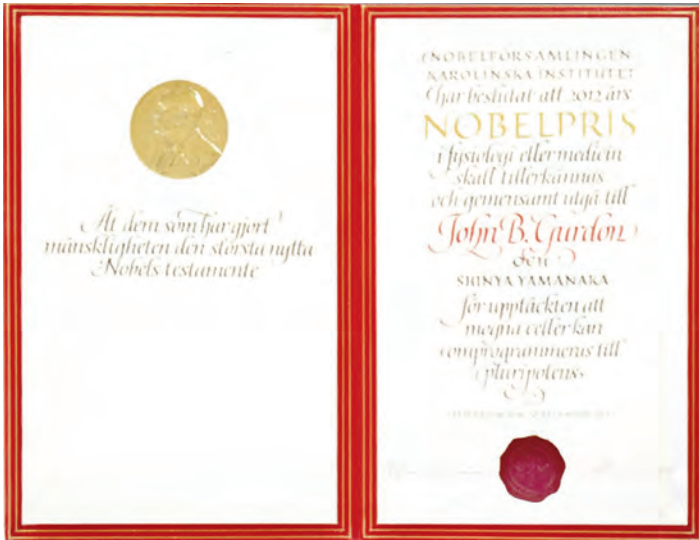 Åt dem som har gjort
mänskligheten den största nytta
Nobels testamente
NOBELFÖRSAMLINGEN
KAROLINSKA INSTITUTET
har beslutat att 2012 års
NOBELPRIS
i fysiologi eller medicin
skall tillerkännas
och gemensamt utgå till
John B. Gurdon
och
SHINYA YAMANAKA
för upptäckten att
mogna celler kan
omprogrammeras till
pluripotens